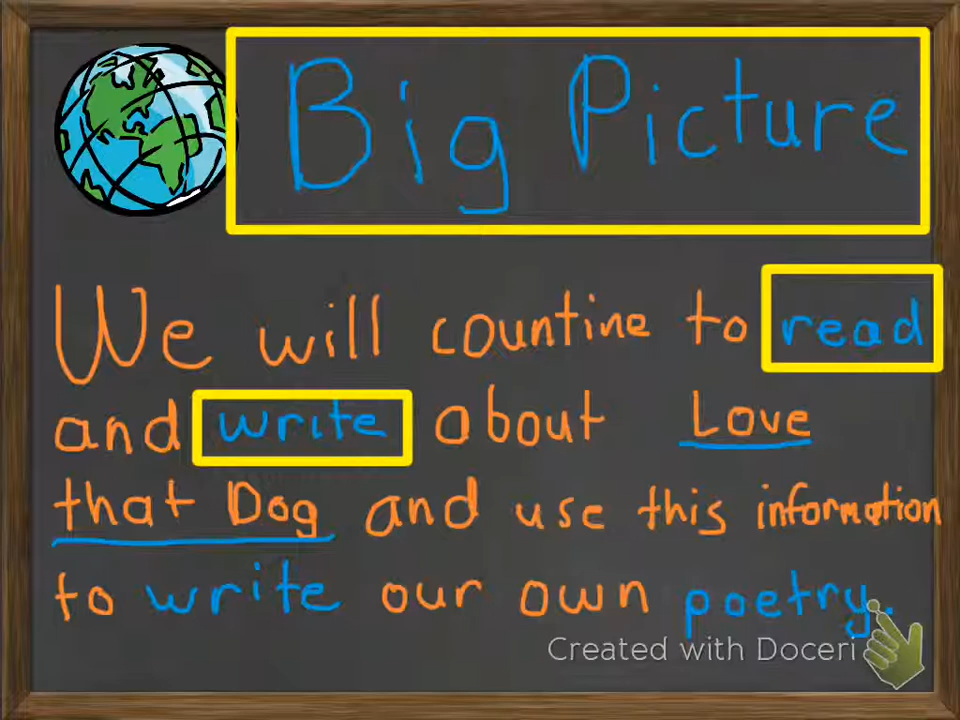 Big Picture
We will countine to read
and write about Love
that Dog and use this information
to write our own poetry.
Created with Doceri